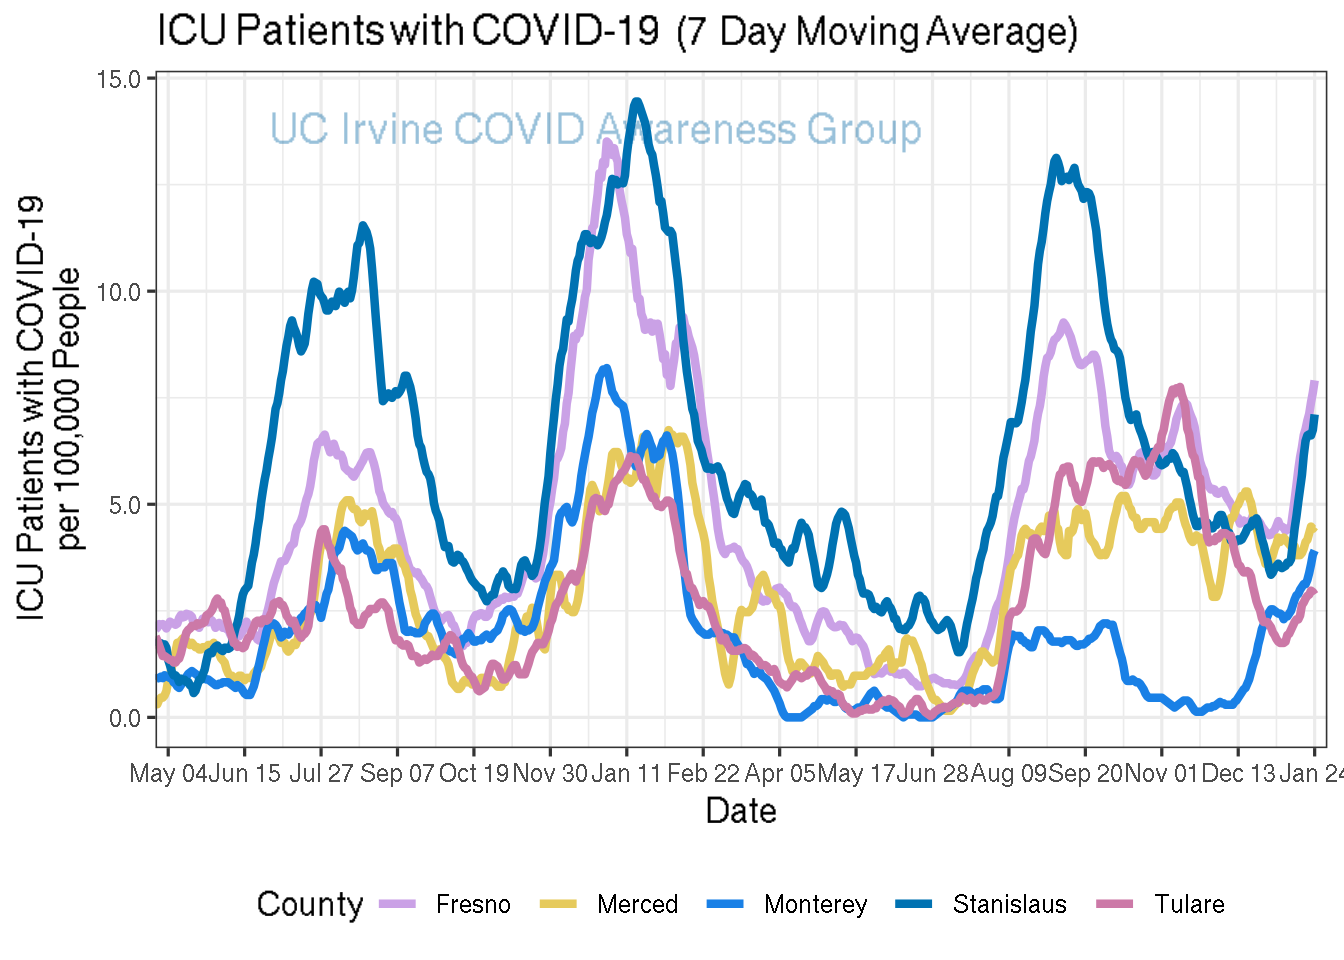 ICU Patients with COVID-19 (7 Day Moving Average)
UC Irvine COVID Awareness Group
ICU Patients with COVID-19
per 100,000 People
15.0
10.0
5.0
0.0
May 04 Jun 15 Jul 27 Sep 07 Oct 19 Nov 30 Jan 11 Feb 22 Apr 05 May 17 Jun 28 Aug 09 Sep 20 Nov 01 Dec 13 Jan 24
Date
County Fresno Merced Monterey Stanislaus Tulare